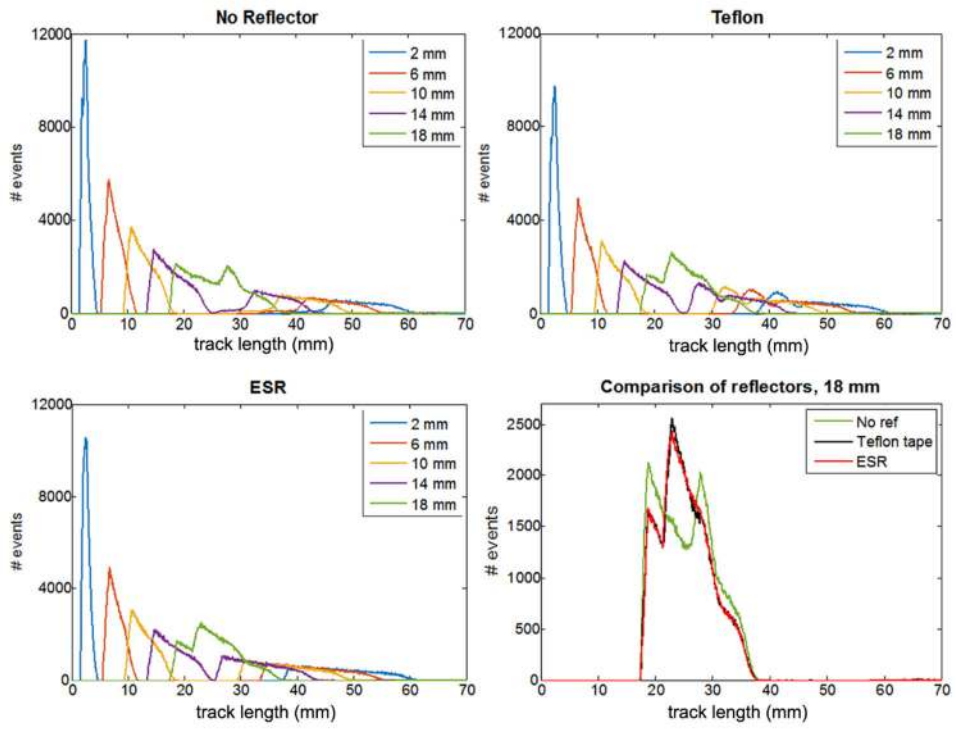 No Reflector
12000
8000
4000
0
# events
0 10 20 30 40 50 60 70
track length (mm)
2 mm
6 mm
10 mm
14 mm
18 mm
Teflon
12000
8000
4000
0
# events
0 10 20 30 40 50 60 70
track length (mm)
2 mm
6 mm
10 mm
14 mm
18 mm
ESR
12000
8000
4000
0
# events
0 10 20 30 40 50 60 70
track length (mm)
2 mm
6 mm
10 mm
14 mm
18 mm
Comparison of reflectors, 18 mm
2500
2000
1500
1000
500
0
# events
0 10 20 30 40 50 60 70
track length (mm)
No ref
Teflon tape
ESR